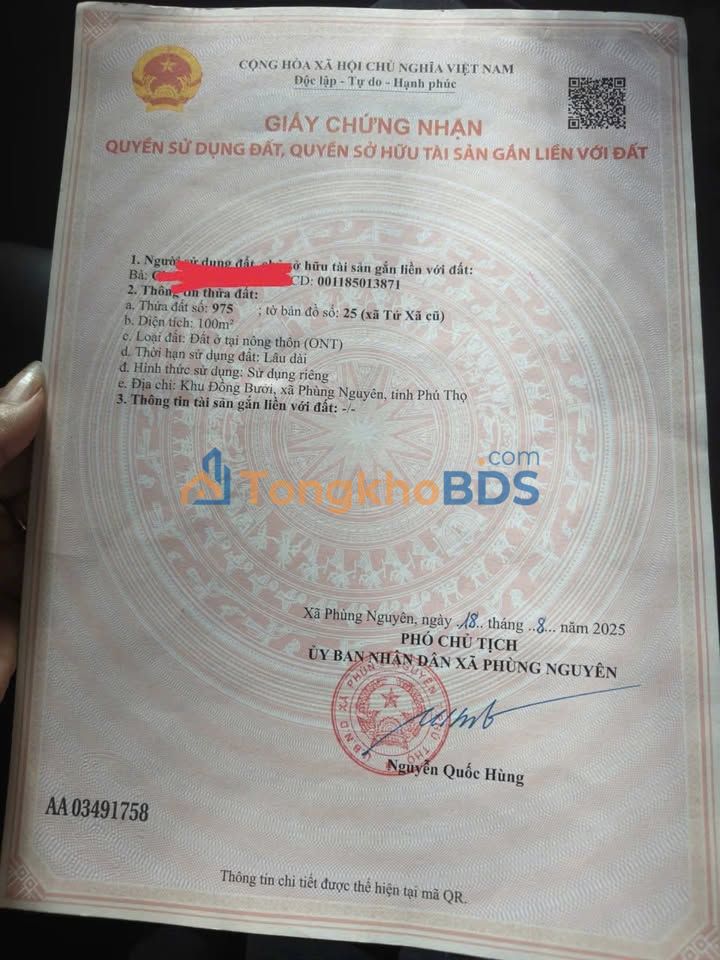 CỘNG HÒA XÃ HỘI CHỦ NGHĨA VIỆT NAM
Độc lập - Tự do - Hạnh phúc
GIẤY CHỨNG NHẬN
QUYỀN SỬ DỤNG ĐẤT, QUYỀN SỞ HỮU TÀI SẢN GẮN LIỀN VỚI ĐẤT
1. Người sử dụng đất, chủ sở hữu tài sản gắn liền với đất:
Bà: CD: 001185013871
2. Thông tin thửa đất:
a. Thửa đất số: 975 ; tờ bản đồ số: 25 (xã Tứ Xã cũ)
b. Diện tích: 100m²
c. Loại đất: Đất ở tại nông thôn (ONT)
d. Thời hạn sử dụng đất: Lâu dài
đ. Hình thức sử dụng: Sử dụng riêng
e. Địa chỉ: Khu Đồng Bưởi, xã Phùng Nguyên, tỉnh Phú Thọ
3. Thông tin tài sản gắn liền với đất: -/-
TongkhoBDS.com
Xã Phùng Nguyên, ngày .18.. tháng ..8... năm 2025
PHÓ CHỦ TỊCH
ỦY BAN NHÂN DÂN XÃ PHÙNG NGUYÊN
Nguyễn Quốc Hùng
AA 03491758
Thông tin chi tiết được thể hiện tại mã QR.